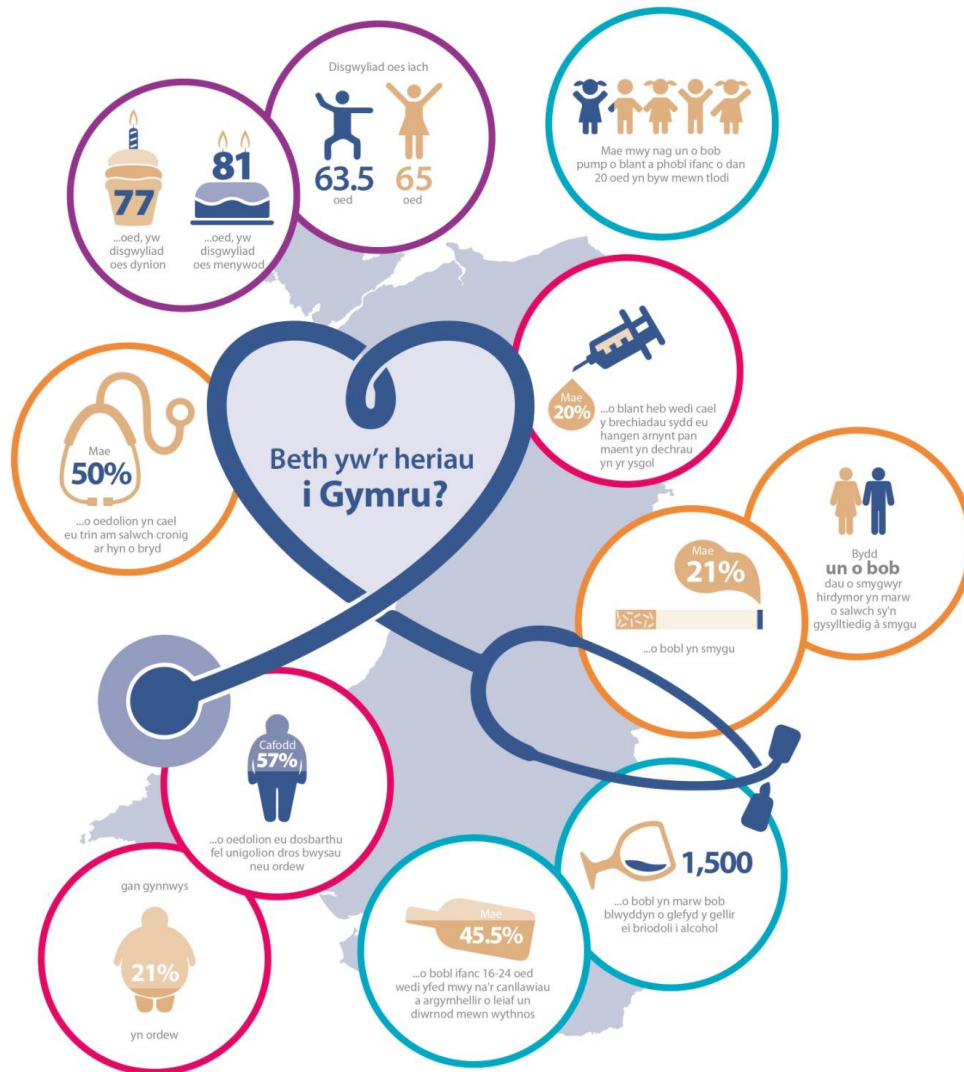 Disgwyliad oes iach
63.5
oed
65
oed
77
...oed, yw
disgwyliad
oes dynion
81
...oed, yw
disgwyliad
oes menywod
Mae mwy nag un o bob
pump o blant a phobl ifanc o dan
20 oed yn byw mewn tlodi
Beth yw'r heriau
i Gymru?
Mae
20%
...o blant heb wedi cael
y brechiadau sydd eu
hangen arnynt pan
maent yn dechrau
yn yr ysgol
Mae
50%
...o oedolion yn cael
eu trin am salwch cronig
ar hyn o bryd
Mae
21%
...o bobl yn smygu
Bydd
un o bob
dau o smygwyr
hirdymor yn marw
o salwch sy'n
gysylltiedig â smygu
Cafodd
57%
...o oedolion eu dosbarthu
fel unigolion dros bwysau
neu ordew
gan gynnwys
21%
yn ordew
1,500
...o bobl yn marw bob
blwyddyn o glefyd y gellir
ei briodoli i alcohol
Mae
45.5%
...o bobl ifanc 16-24 oed
wedi yfed mwy na'r canllawiau
a argymhellir o leiaf un
diwrnod mewn wythnos